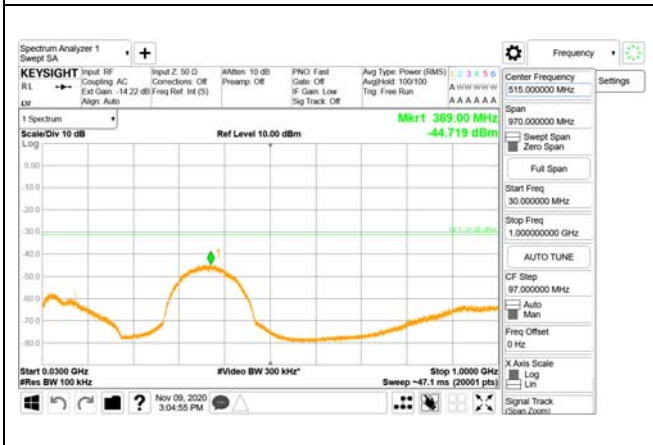 Spectrum Analyzer 1
Swept SA
+
Frequency
KEYSIGHT
RL
Input: RF
Coupling: AC
Ext Gain: -14.22 dB
Align: Auto
Input Z: 50 Ω
Corrections: Off
Freq Ref: Int (S)
#Atten: 10 dB
Preamp: Off
PNO: Fast
Gate: Off
IF Gain: Low
Sig Track: Off
Avg Type: Power (RMS)
Avg|Hold: 100/100
Trig: Free Run
1 2 3 4 5 6
A W W W W W
A A A A A A
1 Spectrum
Scale/Div 10 dB
Ref Level 10.00 dBm
Mkr1 389.00 MHz
-44.719 dBm
Log
0.00
-10.0
-20.0
-30.0
-40.0
-50.0
-60.0
-70.0
-80.0
1
Start 0.0300 GHz
#Res BW 100 kHz
#Video BW 300 kHz*
Stop 1.0000 GHz
Sweep ~47.1 ms (20001 pts)
Nov 09, 2020
3:04:55 PM
Center Frequency
515.000000 MHz
Settings
Span
970.000000 MHz
Swept Span
Zero Span
Full Span
Start Freq
30.000000 MHz
Stop Freq
1.000000000 GHz
AUTO TUNE
CF Step
97.000000 MHz
Auto
Man
Freq Offset
0 Hz
X Axis Scale
Log
Lin
Signal Track
(Span Zoom)